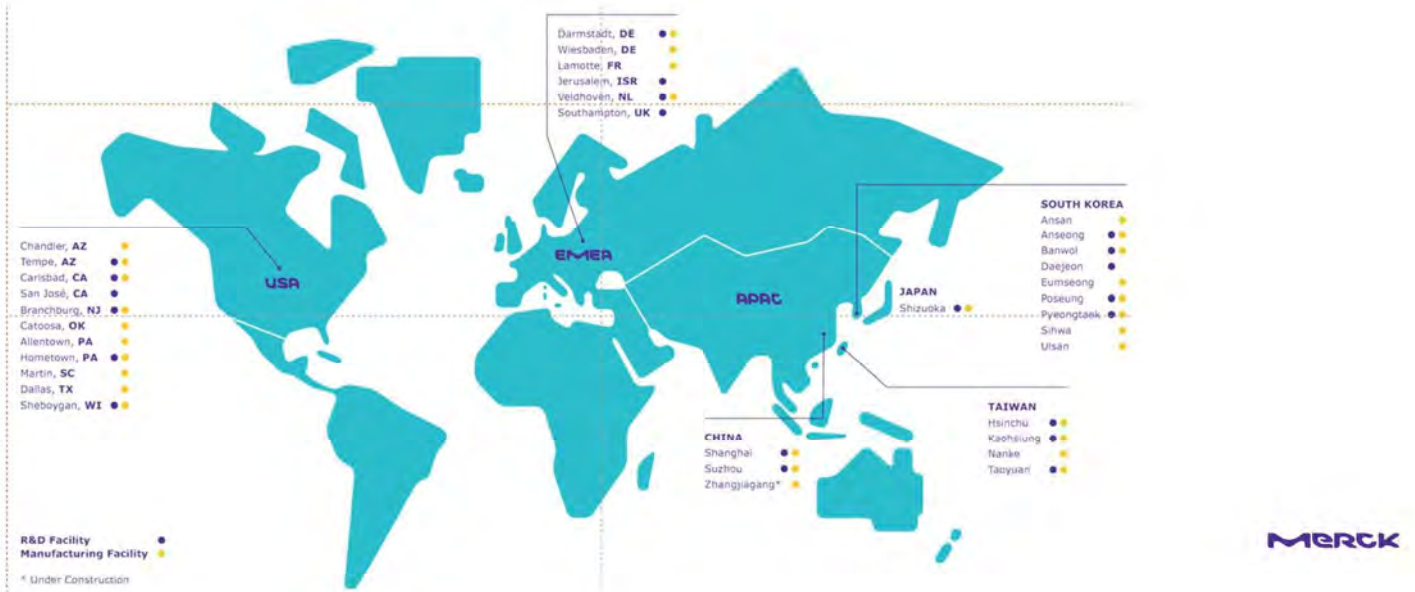 Darmstadt, DE
Wiesbaden, DE
Lamotte, FR
Jerusalem, ISR
Veldhoven, NL
Southampton, UK
EMEA
USA
APAC
Chandler, AZ
Tempe, AZ
Carlsbad, CA
San José, CA
Branchburg, NJ
Catoosa, OK
Allentown, PA
Hometown, PA
Martin, SC
Dallas, TX
Sheboygan, WI
SOUTH KOREA
Ansan
Anseong
Banwol
Daejeon
Eumseong
Poseung
Pyeongtaek
Sihwa
Ulsan
JAPAN
Shizuoka
TAIWAN
Hsinchu
Kaohsiung
Nanke
Taoyuan
CHINA
Shanghai
Suzhou
Zhangjiagang*
R&D Facility
Manufacturing Facility
* Under Construction
MERCK